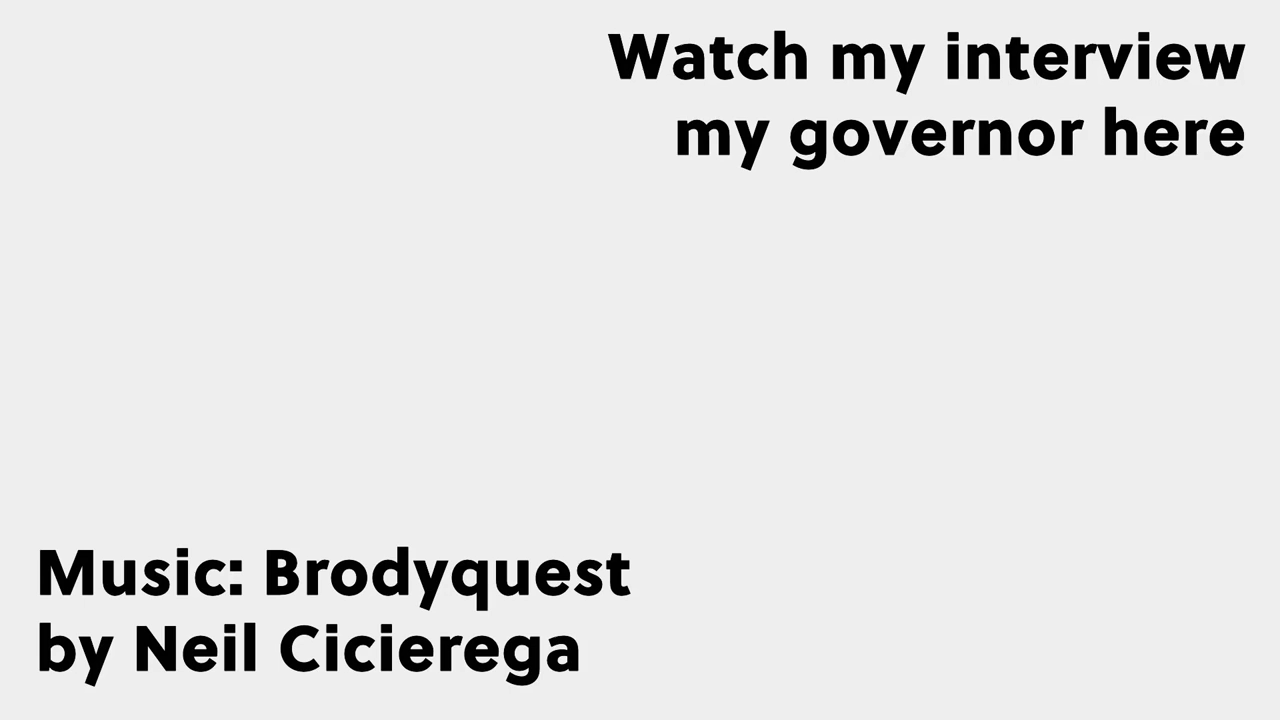 Watch my interview
my governor here
Music: Brodyquest
by Neil Cicierega